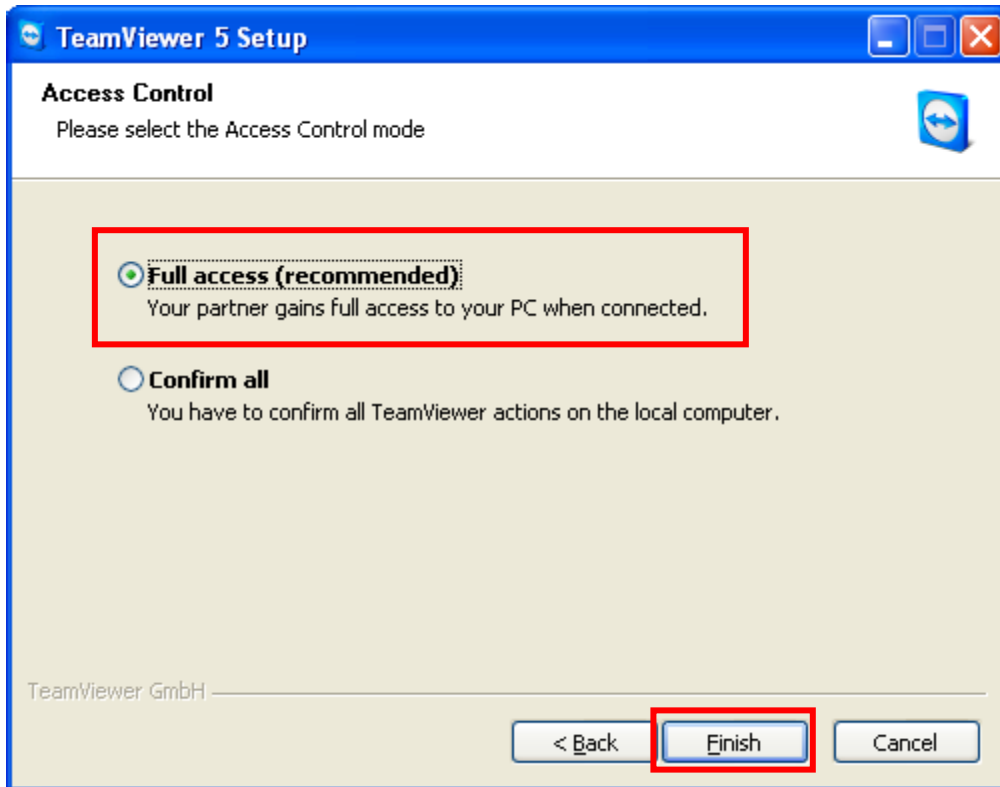 TeamViewer 5 Setup
Access Control
Please select the Access Control mode
Full access (recommended)
Your partner gains full access to your PC when connected.
Confirm all
You have to confirm all TeamViewer actions on the local computer.
TeamViewer GmbH
< Back Finish Cancel